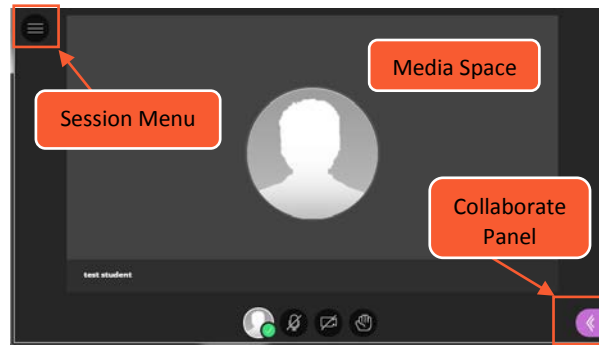 Media Space
Session Menu
Collaborate
Panel
test student